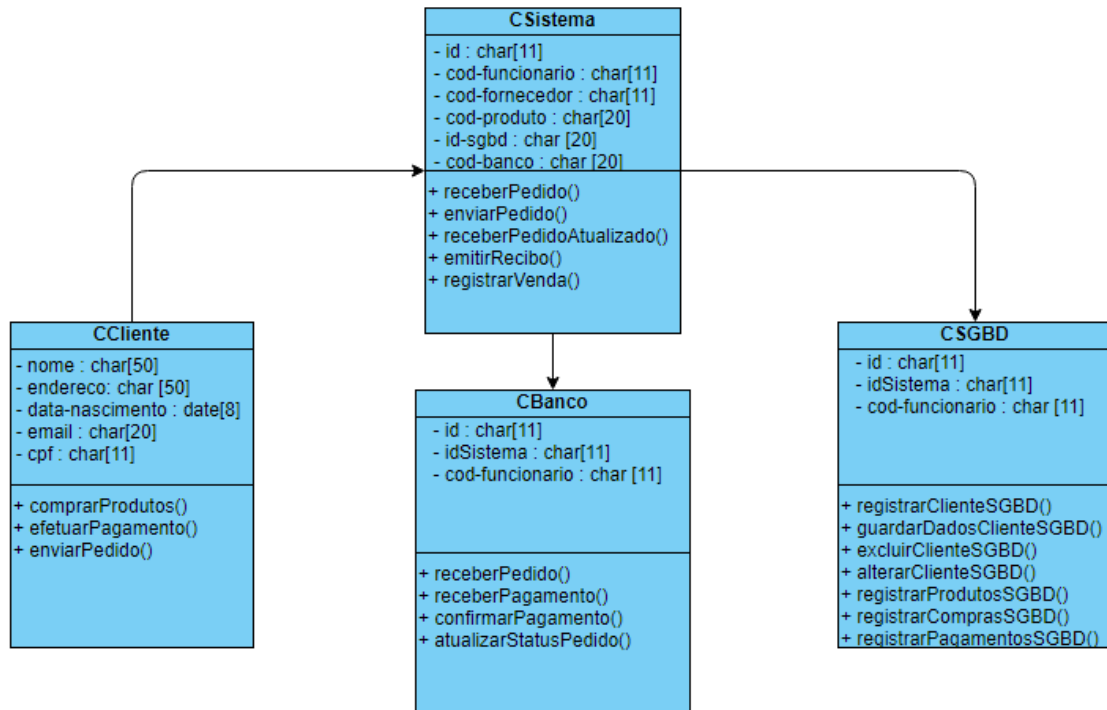 CSistema
- id : char[11]
- cod-funcionario : char[11]
- cod-fornecedor : char[11]
- cod-produto : char[20]
- id-sgbd : char [20]
- cod-banco : char [20]
+ receberPedido()
+ enviarPedido()
+ receberPedidoAtualizado()
+ emitirRecibo()
+ registrarVenda()
CCliente
- nome : char[50]
- endereco: char [50]
- data-nascimento : date[8]
- email : char[20]
- cpf : char[11]
+ comprarProdutos()
+ efetuarPagamento()
+ enviarPedido()
CBanco
- id : char[11]
- idSistema : char[11]
- cod-funcionario : char [11]
+ receberPedido()
+ receberPagamento()
+ confirmarPagamento()
+ atualizarStatusPedido()
CSGBD
- id : char[11]
- idSistema : char[11]
- cod-funcionario : char [11]
+ registrarClienteSGBD()
+ guardarDadosClienteSGBD()
+ excluirClienteSGBD()
+ alterarClienteSGBD()
+ registrarProdutosSGBD()
+ registrarComprasSGBD()
+ registrarPagamentosSGBD()